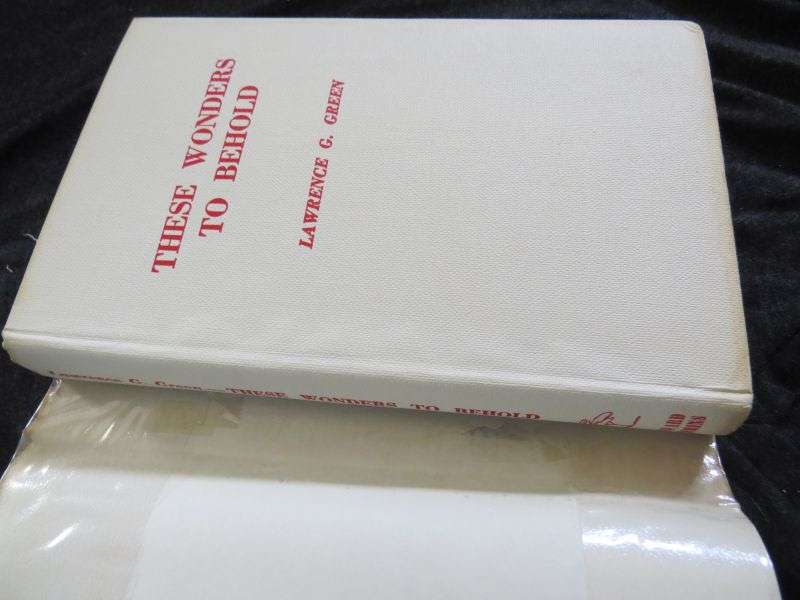 THESE WONDERS
TO BEHOLD
LAWRENCE G. GREEN
LAWRENCE G. GREEN THESE WONDERS TO BEHOLD